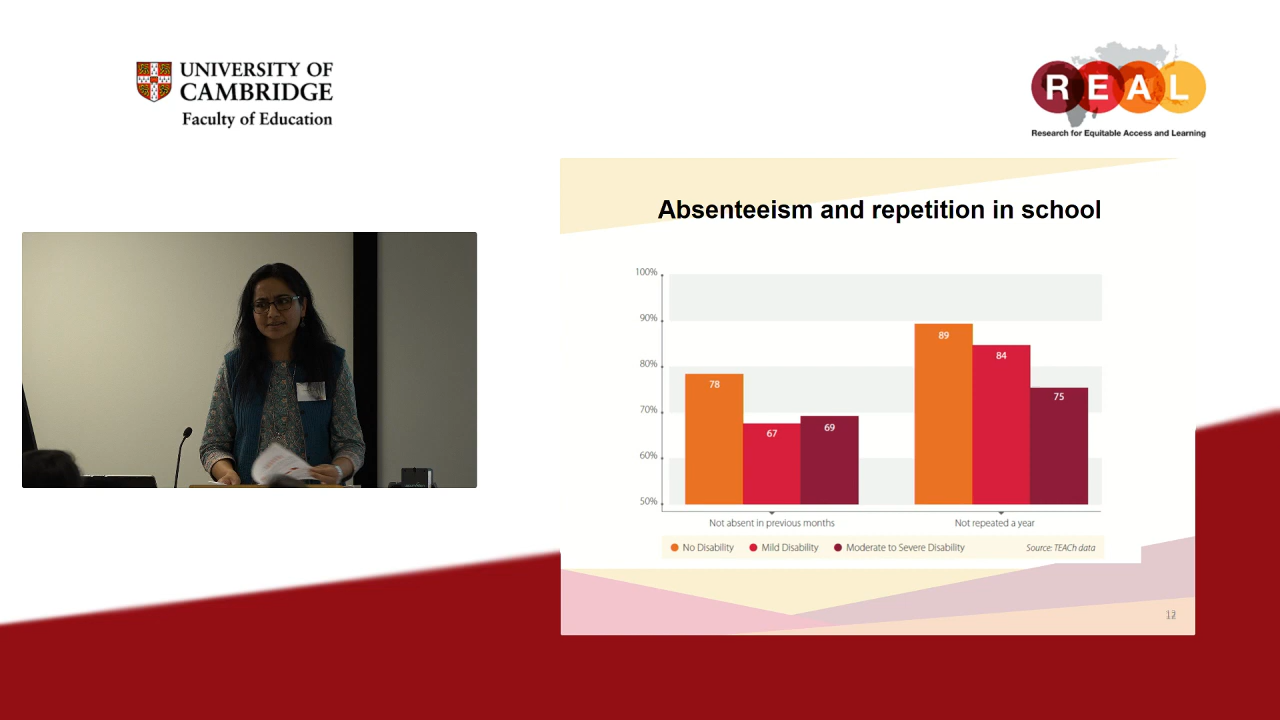 UNIVERSITY OF
CAMBRIDGE
Faculty of Education
R E A L
Research for Equitable Access and Learning
Absenteeism and repetition in school
100%
90%
80%
70%
60%
50%
78
67
69
89
84
75
Not absent in previous months
Not repeated a year
No Disability
Mild Disability
Moderate to Severe Disability
Source: TEACh data